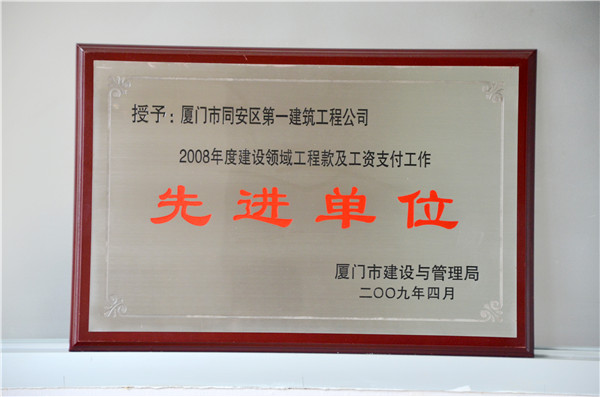 授予：厦门市同安区第一建筑工程公司
2008年度建设领域工程款及工资支付工作
先进单位
厦门市建设与管理局
二〇〇九年四月